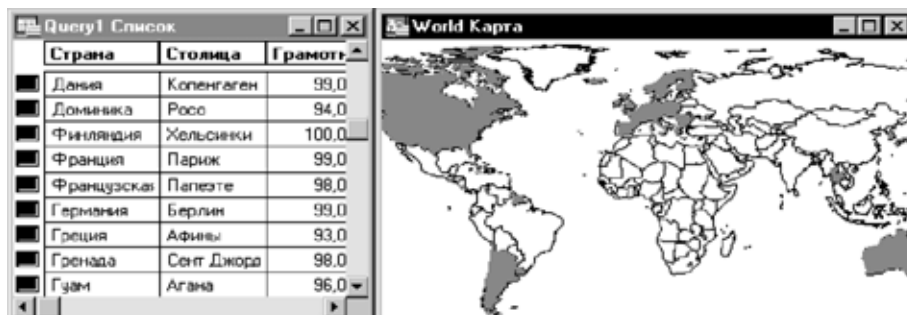 Query1 Список
World Карта
Страна Столица Грамотн
Дания Копенгаген 99,0
Доминика Росо 94,0
Финляндия Хельсинки 100,0
Франция Париж 99,0
Французская Папеэте 98,0
Германия Берлин 99,0
Греция Афины 93,0
Гренада Сент Джорд 98,0
Гуам Агана 96,0